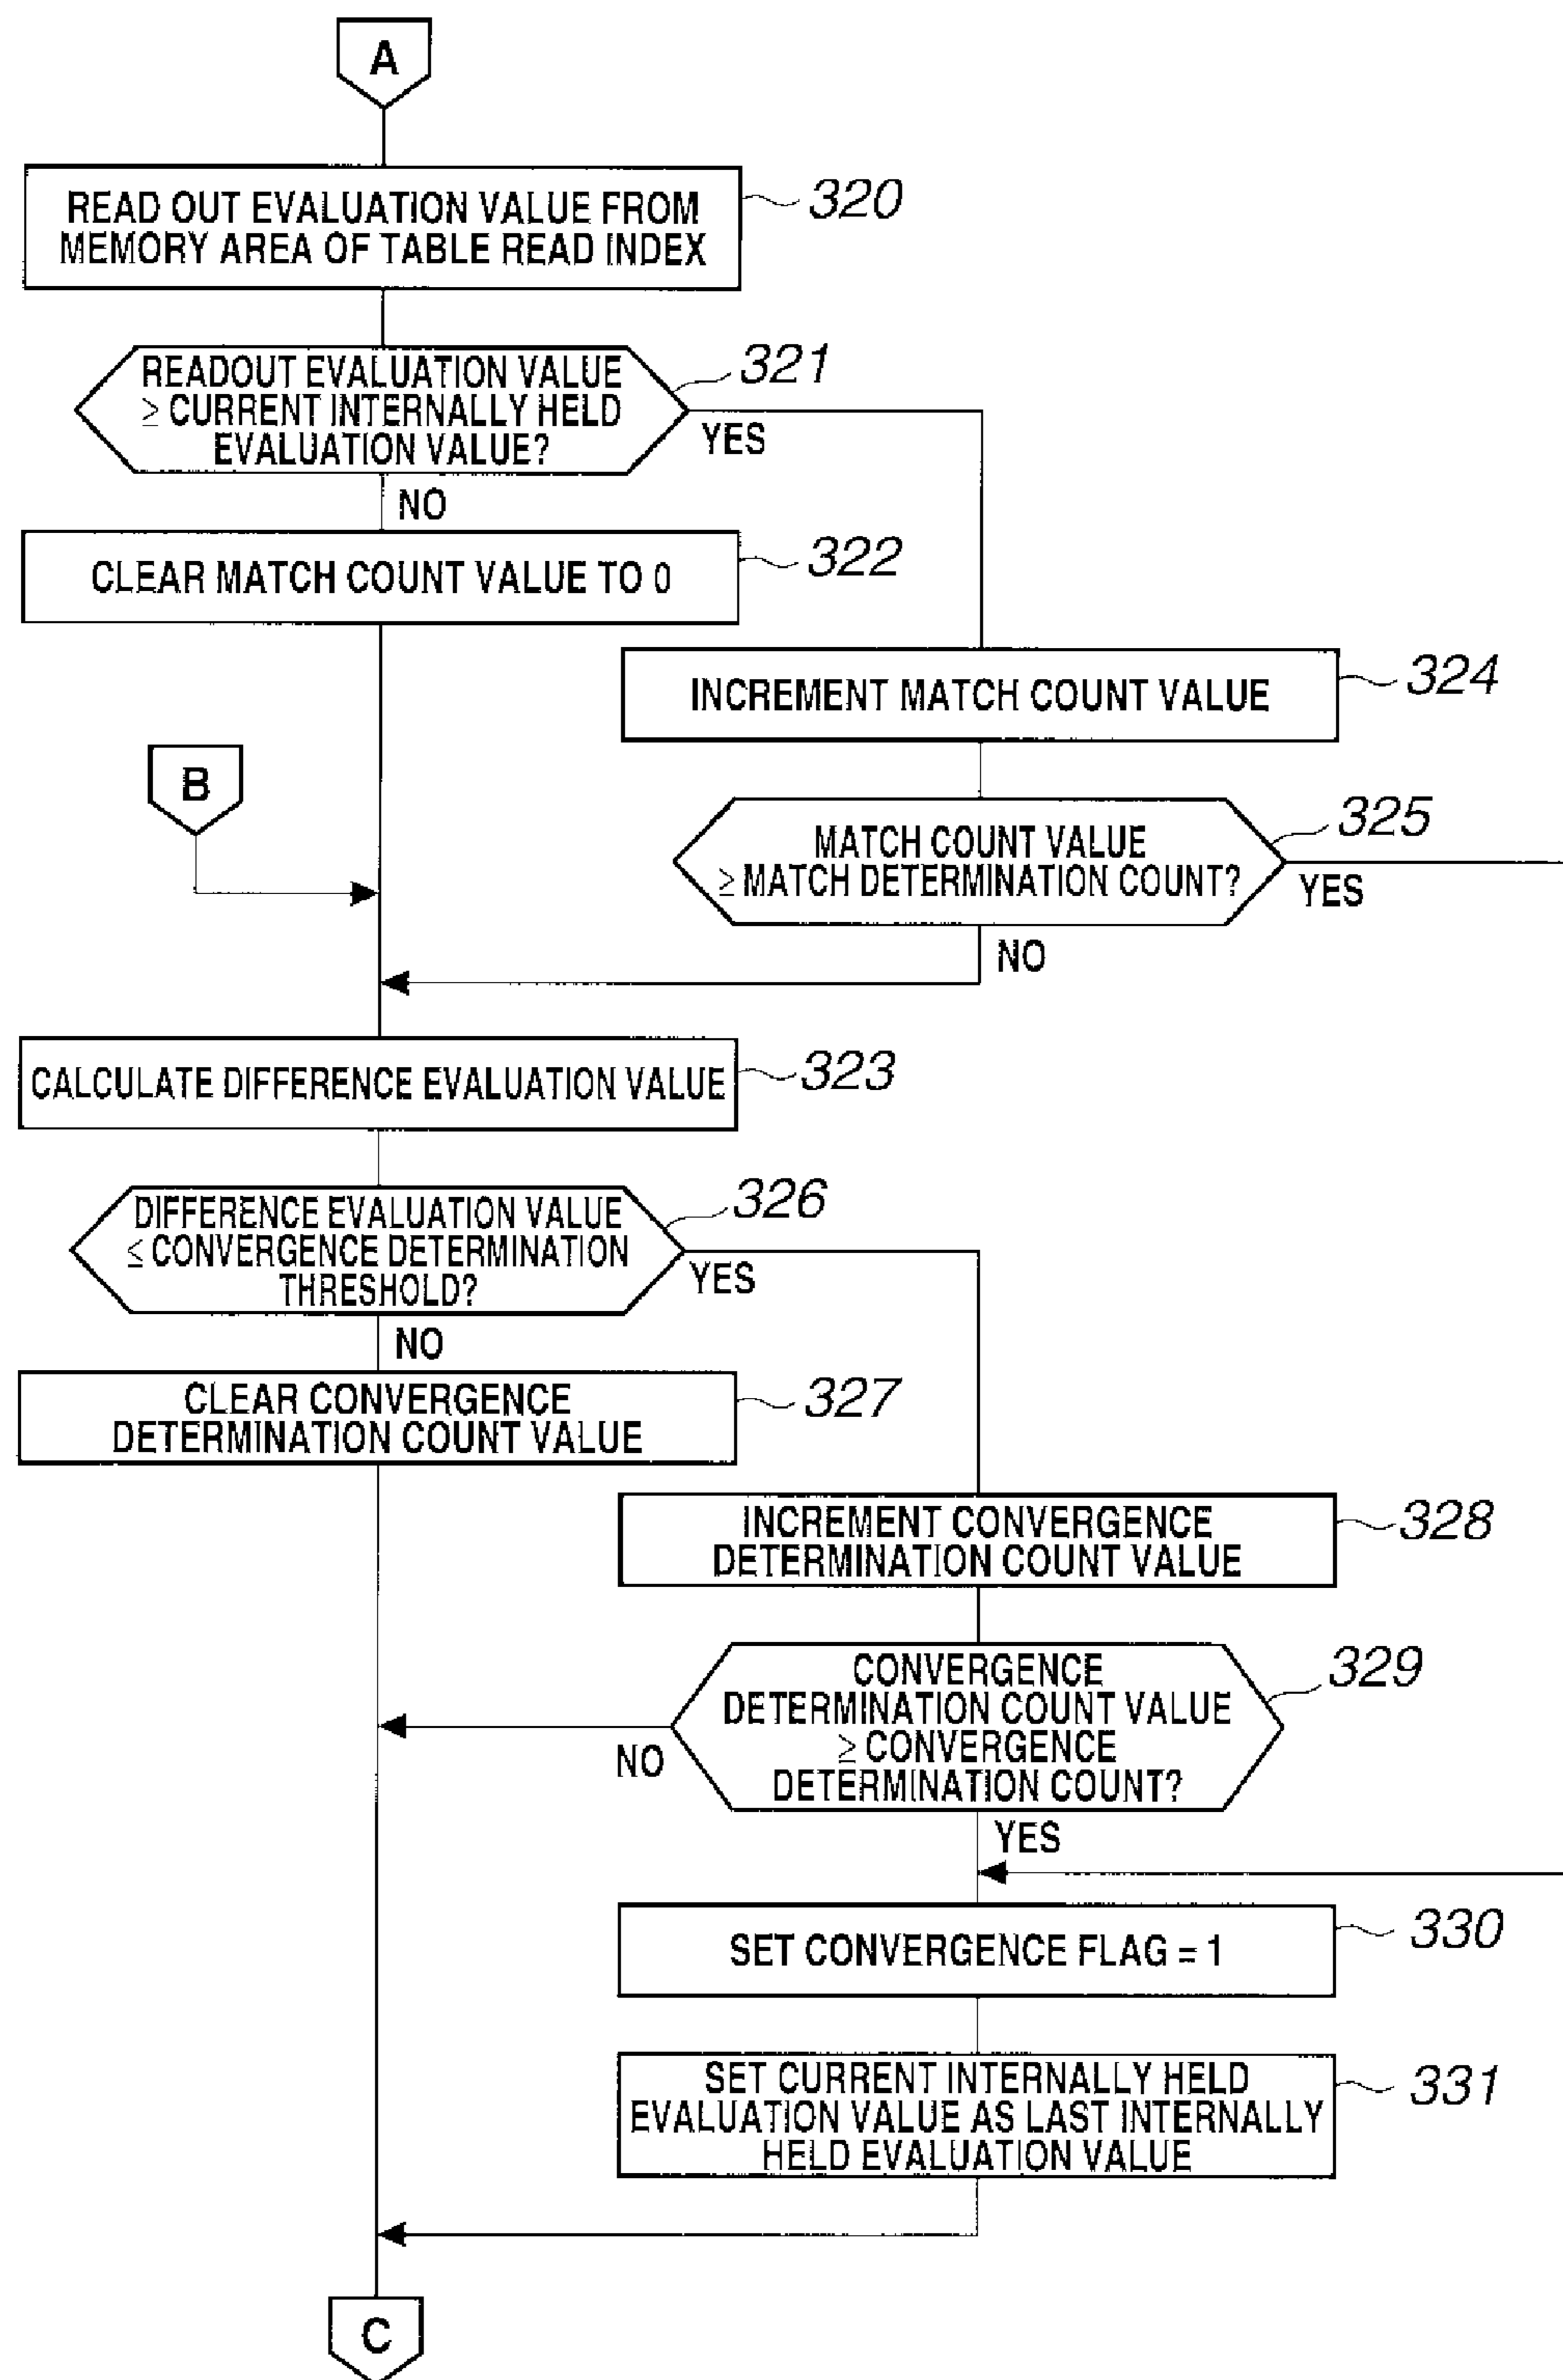 A
READ OUT EVALUATION VALUE FROM
MEMORY AREA OF TABLE READ INDEX
320
READOUT EVALUATION VALUE
≥ CURRENT INTERNALLY HELD
EVALUATION VALUE?
321
YES
NO
CLEAR MATCH COUNT VALUE TO 0
322
INCREMENT MATCH COUNT VALUE
324
B
MATCH COUNT VALUE
≥ MATCH DETERMINATION COUNT?
325
YES
NO
CALCULATE DIFFERENCE EVALUATION VALUE
323
DIFFERENCE EVALUATION VALUE
≤ CONVERGENCE DETERMINATION
THRESHOLD?
326
YES
NO
CLEAR CONVERGENCE
DETERMINATION COUNT VALUE
327
INCREMENT CONVERGENCE
DETERMINATION COUNT VALUE
328
CONVERGENCE
DETERMINATION COUNT VALUE
≥ CONVERGENCE
DETERMINATION COUNT?
329
NO
YES
SET CONVERGENCE FLAG = 1
330
SET CURRENT INTERNALLY HELD
EVALUATION VALUE AS LAST INTERNALLY
HELD EVALUATION VALUE
331
C